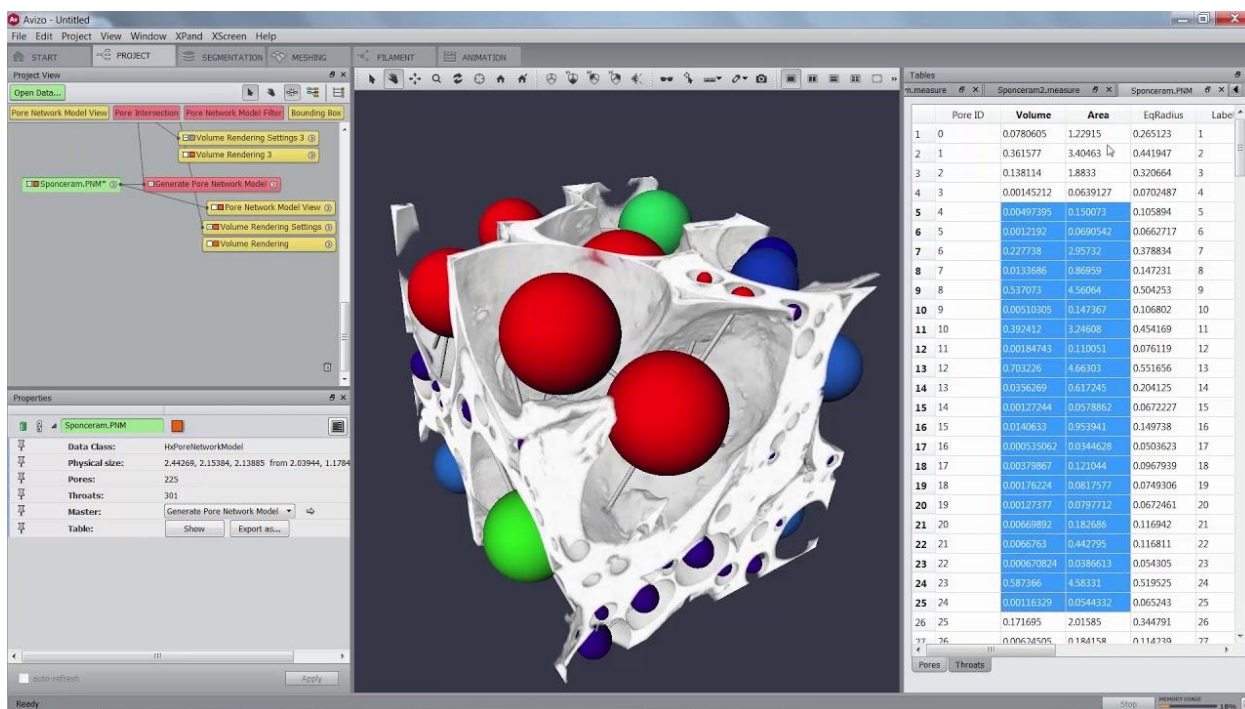 Avizo - Untitled
File Edit Project View Window XPand XScreen Help
START PROJECT SEGMENTATION MESHING FILAMENT ANIMATION
Project View
Open Data...
Pore Network Model View Pore Intersection Pore Network Model Filter Bounding Box
Volume Rendering Settings 3
Volume Rendering 3
Sponceram.PNM* Generate Pore Network Model
Pore Network Model View
Volume Rendering Settings
Volume Rendering
Properties
Sponceram.PNM
Data Class: HxPoreNetworkModel
Physical size: 2.44269, 2.15384, 2.13885 from 2.03944, 1.1784
Pores: 225
Throats: 301
Master: Generate Pore Network Model
Table: Show Export as...
auto-refresh Apply
Ready
Tables
m.measure Sponceram2.measure Sponceram.PNM
Pore ID Volume Area EqRadius Labe
1 0 0.0780605 1.22915 0.265123 1
2 1 0.361577 3.40463 0.441947 2
3 2 0.138114 1.8833 0.320664 3
4 3 0.00145212 0.0639127 0.0702487 4
5 4 0.00497395 0.150073 0.105894 5
6 5 0.0012192 0.0690542 0.0662717 6
7 6 0.227738 2.95732 0.378834 7
8 7 0.0133686 0.86959 0.147231 8
9 8 0.537073 4.56064 0.504253 9
10 9 0.00510305 0.147367 0.106802 10
11 10 0.392412 3.24608 0.454169 11
12 11 0.00184743 0.110051 0.076119 12
13 12 0.703226 4.66303 0.551656 13
14 13 0.0356269 0.617245 0.204125 14
15 14 0.00127244 0.0578862 0.0672227 15
16 15 0.0140633 0.953941 0.149738 16
17 16 0.000535062 0.0344628 0.0503623 17
18 17 0.00379867 0.121044 0.0967939 18
19 18 0.00176224 0.0817577 0.0749306 19
20 19 0.00127377 0.0797712 0.0672461 20
21 20 0.00669892 0.182686 0.116942 21
22 21 0.0066763 0.442795 0.116811 22
23 22 0.000670824 0.0386613 0.054305 23
24 23 0.587366 4.58331 0.519525 24
25 24 0.00116329 0.0544332 0.065243 25
26 25 0.171695 2.01585 0.344791 26
27 26 0.00624505 0.184158 0.114239 27
Pores Throats
Stop MEMORY USAGE 18%